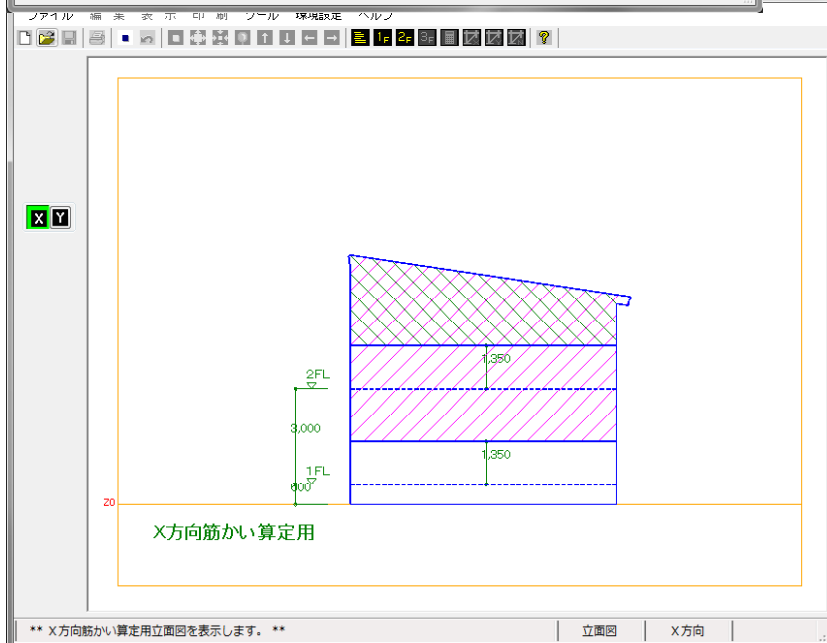 ファイル 編 集 表 示 印 刷 ツール 環境設定 ヘルプ
1F 2F 3F ?
X Y
1,350
2FL
3,000
1,350
1FL
600
Z0
X方向筋かい算定用
** X方向筋かい算定用立面図を表示します。 ** 立面図 X方向